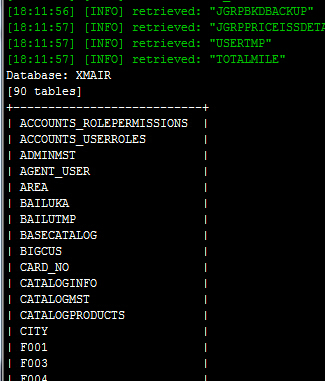 [18:11:56] [INFO] retrieved: "JGRPBKDBACKUP"
[18:11:57] [INFO] retrieved: "JGRPPRICEISSDETA
[18:11:57] [INFO] retrieved: "USERTMP"
[18:11:57] [INFO] retrieved: "TOTALMILE"
Database: XMAIR
[90 tables]
+---------------------------+
| ACCOUNTS_ROLEPERMISSIONS |
| ACCOUNTS_USERROLES |
| ADMINMST |
| AGENT_USER |
| AREA |
| BAILUKA |
| BAILUTMP |
| BASECATALOG |
| BIGCUS |
| CARD_NO |
| CATALOGINFO |
| CATALOGMST |
| CATALOGPRODUCTS |
| CITY |
| F001 |
| F003 |
| F004 |